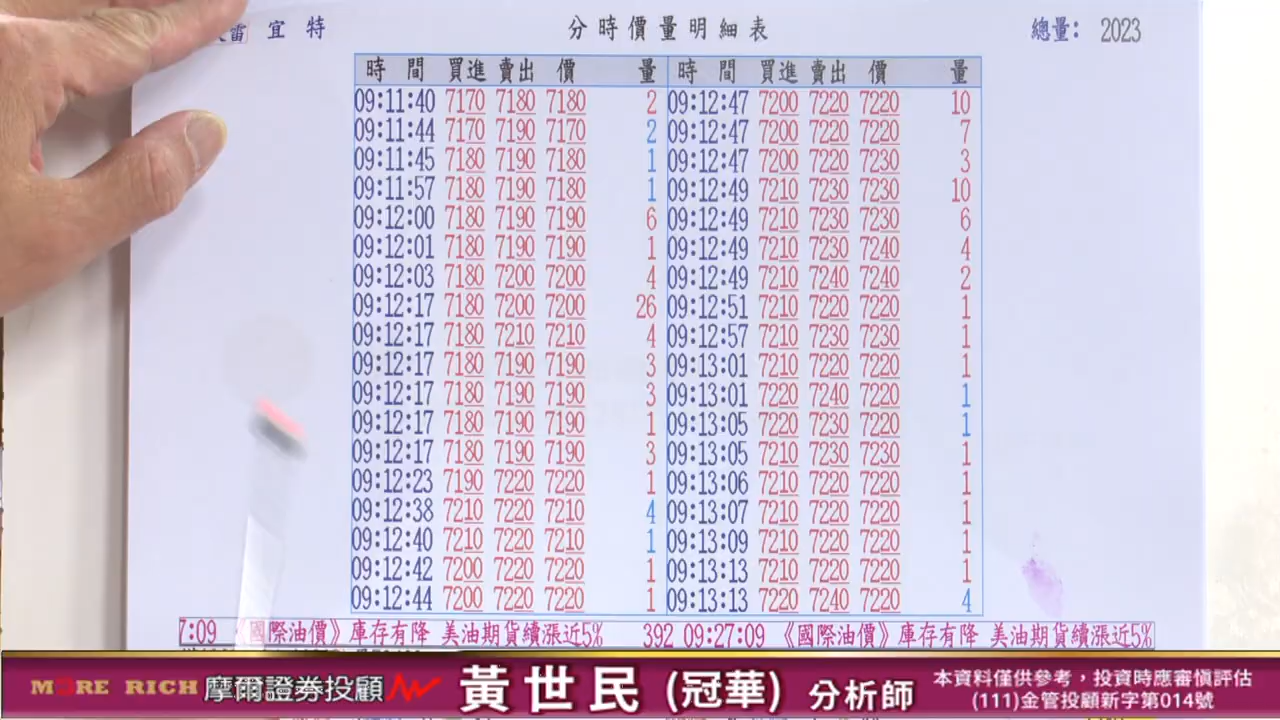 雷 宜 特 分時價量明細表 總量: 2023
時 間 買進 賣出 價 量 時 間 買進 賣出 價 量
09:11:40 7170 7180 7180 2 09:12:47 7200 7220 7220 10
09:11:44 7170 7190 7170 2 09:12:47 7200 7220 7220 7
09:11:45 7180 7190 7180 1 09:12:47 7200 7220 7230 3
09:11:57 7180 7190 7180 1 09:12:49 7210 7230 7230 10
09:12:00 7180 7190 7190 6 09:12:49 7210 7230 7230 6
09:12:01 7180 7190 7190 1 09:12:49 7210 7230 7240 4
09:12:03 7180 7200 7200 4 09:12:49 7210 7240 7240 2
09:12:17 7180 7200 7200 26 09:12:51 7210 7220 7220 1
09:12:17 7180 7210 7210 4 09:12:57 7210 7230 7230 1
09:12:17 7180 7190 7190 3 09:13:01 7210 7220 7220 1
09:12:17 7180 7190 7190 3 09:13:01 7220 7240 7220 1
09:12:17 7180 7190 7190 1 09:13:05 7220 7230 7220 1
09:12:17 7180 7190 7190 3 09:13:05 7210 7230 7230 1
09:12:23 7190 7220 7220 1 09:13:06 7210 7220 7220 1
09:12:38 7210 7220 7210 4 09:13:07 7210 7220 7220 1
09:12:40 7210 7220 7210 1 09:13:09 7210 7220 7220 1
09:12:42 7200 7220 7220 1 09:13:13 7210 7220 7220 1
09:12:44 7200 7220 7220 1 09:13:13 7220 7240 7220 4
7:09 《國際油價》庫存有降 美油期貨續漲近5% 392 09:27:09 《國際油價》庫存有降 美油期貨續漲近5%
MORE RICH 摩爾證券投顧 黃世民 (冠華) 分析師
本資料僅供參考，投資時應審慎評估
(111)金管投顧新字第014號